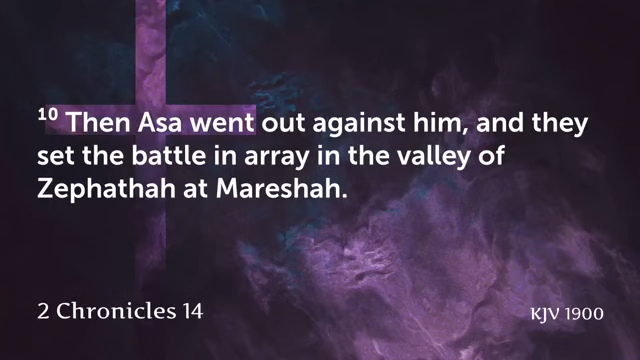 10 Then Asa went out against him, and they
set the battle in array in the valley of
Zephathah at Mareshah.
2 Chronicles 14
KJV 1900